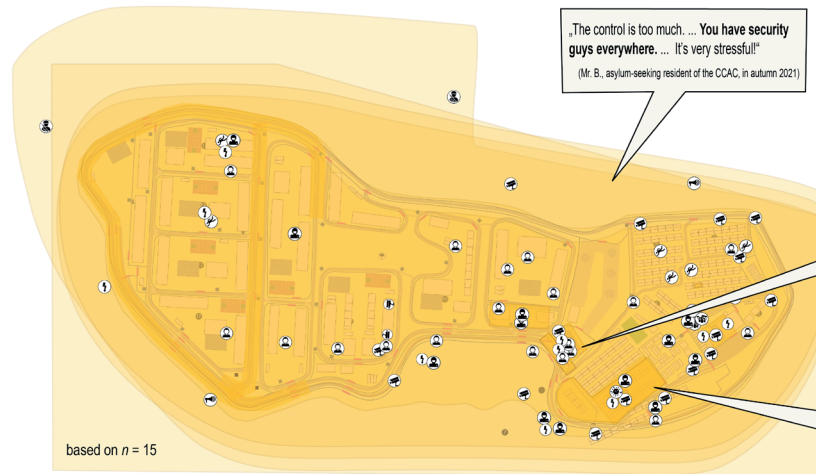 „The control is too much. ... You have security
guys everywhere. ... It's very stressful!“
(Mr. B., asylum-seeking resident of the CCAC, in autumn 2021)
based on n = 15